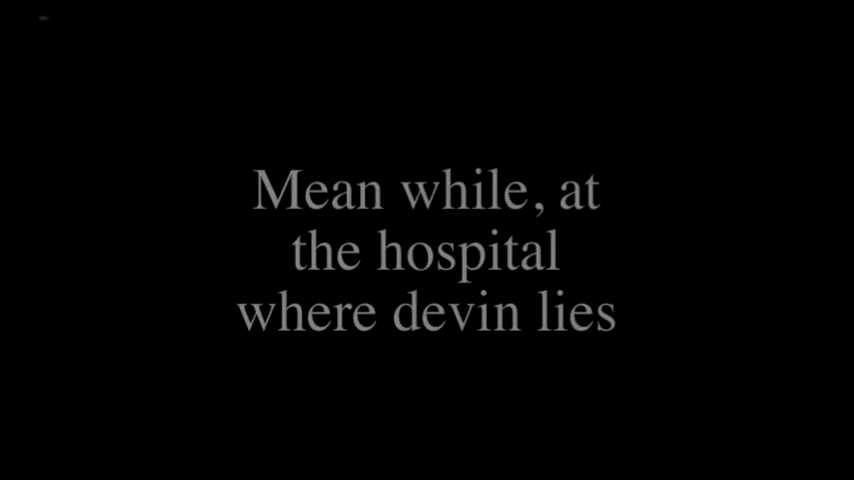 Mean while, at
the hospital
where devin lies